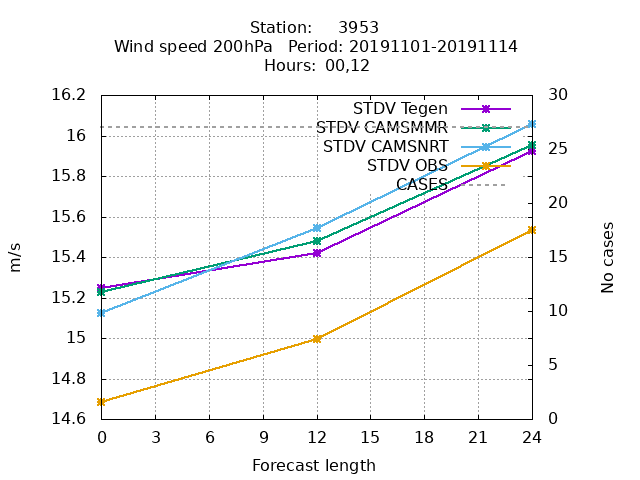 Station: 3953
Wind speed 200hPa Period: 20191101-20191114
Hours: 00,12
16.2
16
15.8
15.6
15.4
15.2
15
14.8
14.6
m/s
STDV Tegen
STDV CAMSMMR
STDV CAMSNRT
STDV OBS
CASES
30
25
20
15
10
5
0
No cases
0 3 6 9 12 15 18 21 24
Forecast length